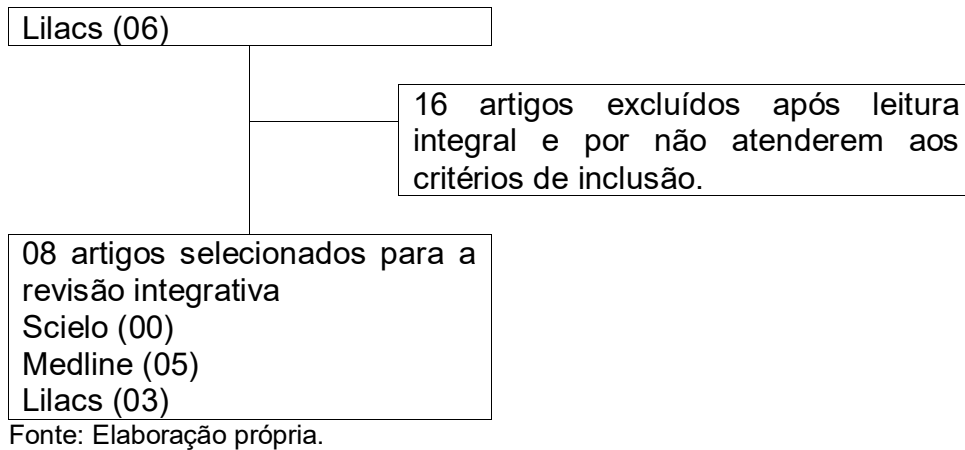 Lilacs (06)
16 artigos excluídos após leitura
integral e por não atenderem aos
critérios de inclusão.
08 artigos selecionados para a
revisão integrativa
Scielo (00)
Medline (05)
Lilacs (03)
Fonte: Elaboração própria.